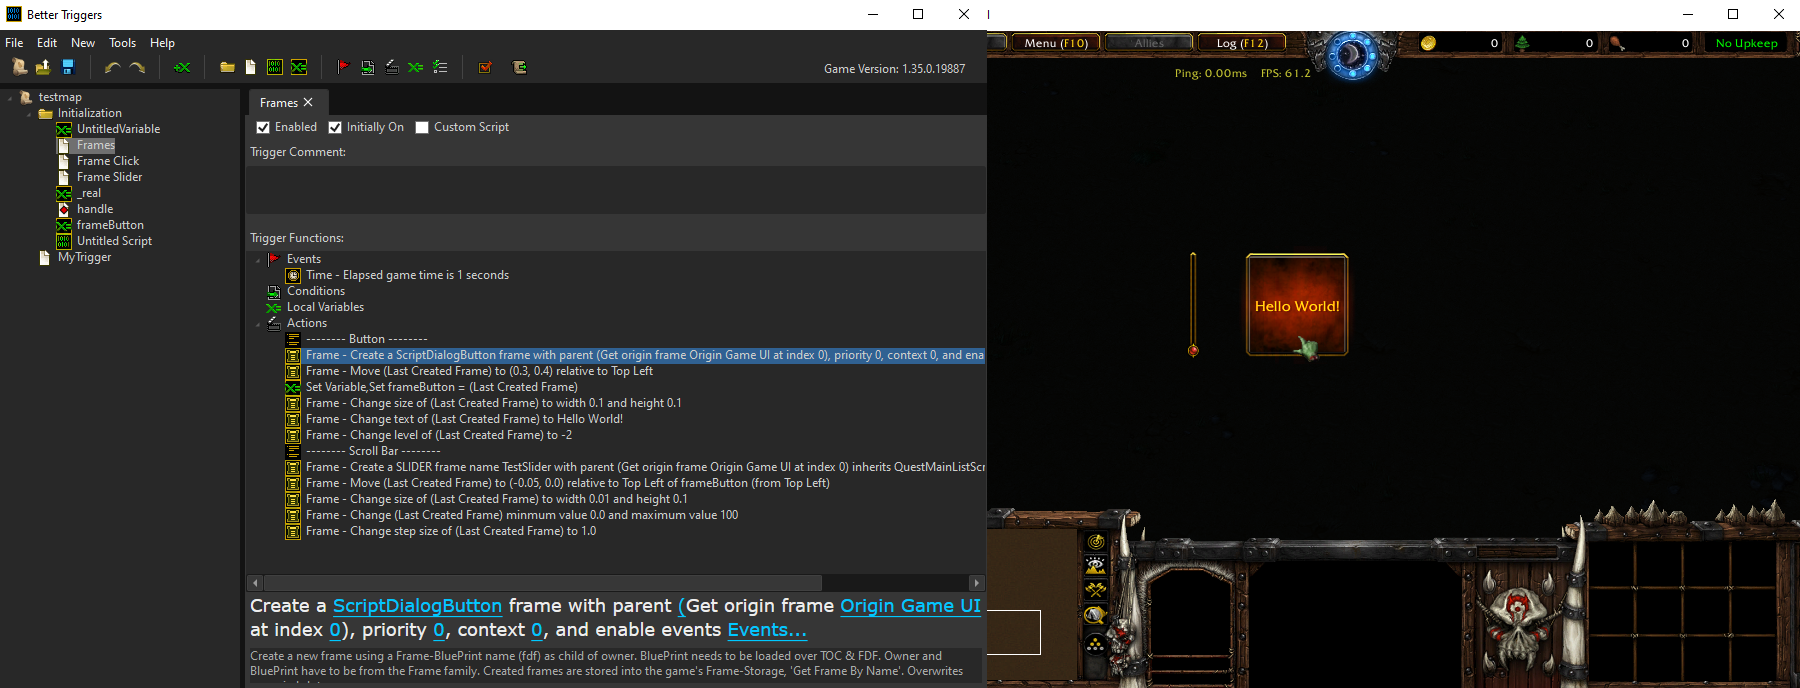 Better Triggers
File Edit New Tools Help
Game Version: 1.35.0.19887
testmap
Initialization
UntitledVariable
Frames
Frame Click
Frame Slider
_real
handle
frameButton
Untitled Script
MyTrigger
Frames
Enabled Initially On Custom Script
Trigger Comment:
Trigger Functions:
Events
Time - Elapsed game time is 1 seconds
Conditions
Local Variables
Actions
-------- Button --------
Frame - Create a ScriptDialogButton frame with parent (Get origin frame Origin Game UI at index 0), priority 0, context 0, and ena
Frame - Move (Last Created Frame) to (0.3, 0.4) relative to Top Left
Set Variable,Set frameButton = (Last Created Frame)
Frame - Change size of (Last Created Frame) to width 0.1 and height 0.1
Frame - Change text of (Last Created Frame) to Hello World!
Frame - Change level of (Last Created Frame) to -2
-------- Scroll Bar --------
Frame - Create a SLIDER frame name TestSlider with parent (Get origin frame Origin Game UI at index 0) inherits QuestMainListScr
Frame - Move (Last Created Frame) to (-0.05, 0.0) relative to Top Left of frameButton (from Top Left)
Frame - Change size of (Last Created Frame) to width 0.01 and height 0.1
Frame - Change (Last Created Frame) minmum value 0.0 and maximum value 100
Frame - Change step size of (Last Created Frame) to 1.0
Create a ScriptDialogButton frame with parent (Get origin frame Origin Game UI
at index 0), priority 0, context 0, and enable events Events...
Create a new frame using a Frame-BluePrint name (fdf) as child of owner. BluePrint needs to be loaded over TOC & FDF. Owner and
BluePrint have to be from the Frame family. Created frames are stored into the game's Frame-Storage, 'Get Frame By Name'. Overwrites
Menu (F10) Allies Log (F12) 0 0 0 No Upkeep
Ping: 0.00ms FPS: 61.2
Hello World!